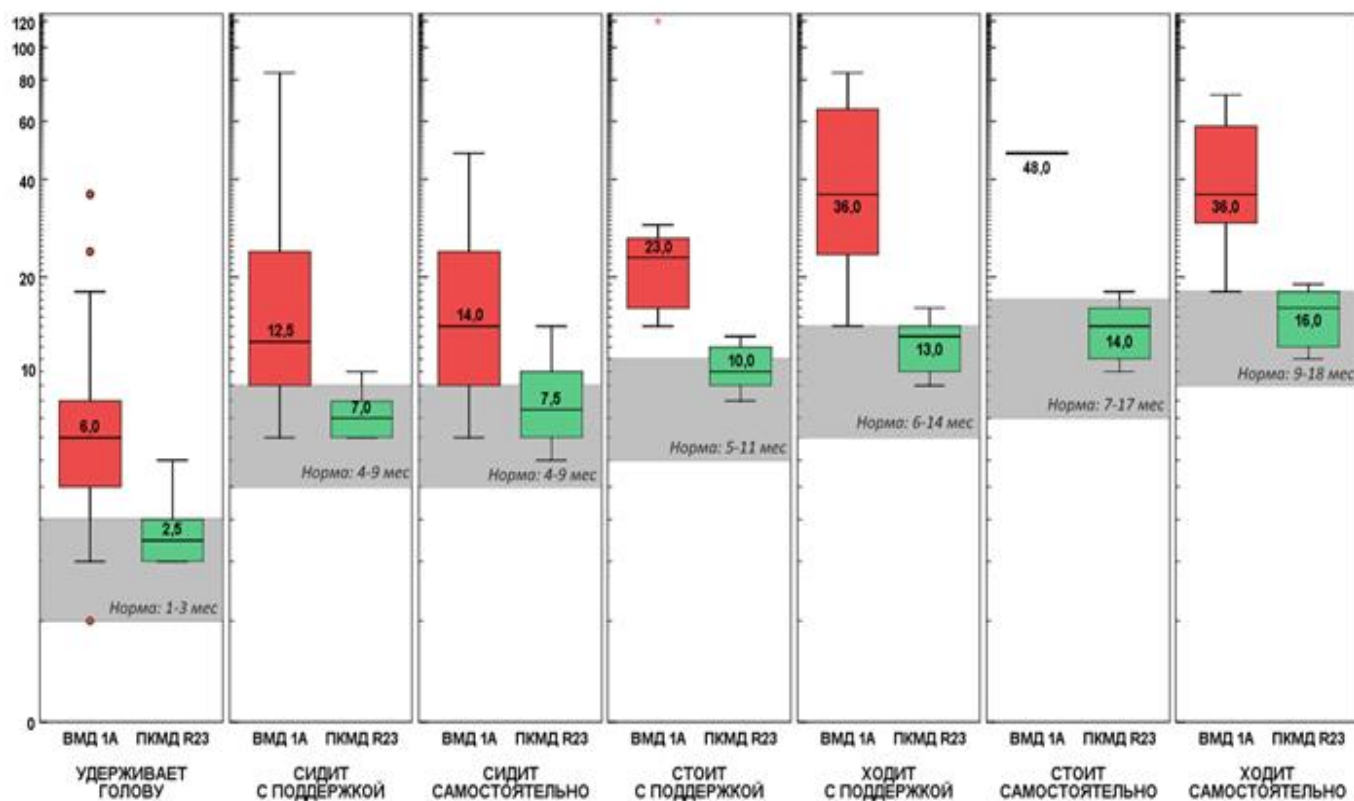 120
100
80
60
40
20
10
0
6,0
2,5
Норма: 1-3 мес
12,5
7,0
Норма: 4-9 мес
14,0
7,5
Норма: 4-9 мес
23,0
10,0
Норма: 5-11 мес
36,0
13,0
Норма: 6-14 мес
48,0
14,0
Норма: 7-17 мес
36,0
16,0
Норма: 9-18 мес
ВМД 1А ПКМД R23
ВМД 1А ПКМД R23
ВМД 1А ПКМД R23
ВМД 1А ПКМД R23
ВМД 1А ПКМД R23
ВМД 1А ПКМД R23
ВМД 1А ПКМД R23
УДЕРЖИВАЕТ
ГОЛОВУ
СИДИТ
С ПОДДЕРЖКОЙ
СИДИТ
САМОСТОЯТЕЛЬНО
СТОИТ
С ПОДДЕРЖКОЙ
ХОДИТ
С ПОДДЕРЖКОЙ
СТОИТ
САМОСТОЯТЕЛЬНО
ХОДИТ
САМОСТОЯТЕЛЬНО